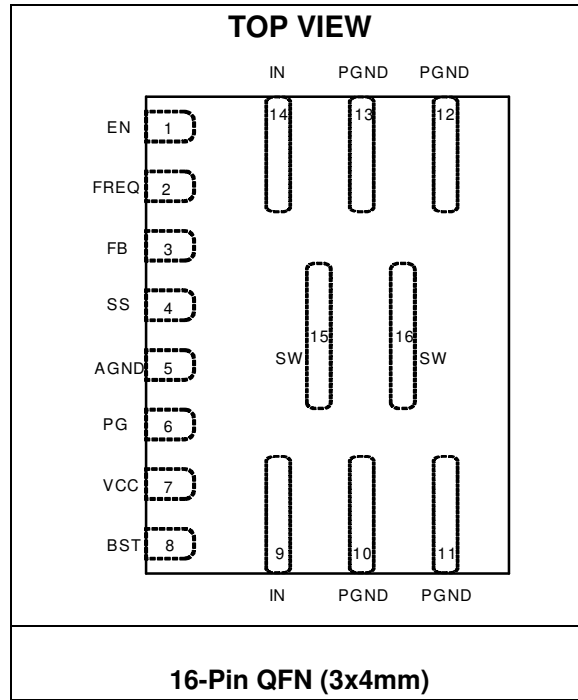 TOP VIEW
IN PGND PGND
14 13 12
EN 1
FREQ 2
FB 3
SS 4
AGND 5
PG 6
VCC 7
BST 8
15 16
SW SW
9 10 11
IN PGND PGND
16-Pin QFN (3x4mm)